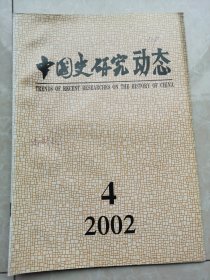 中国史研究动态
TRENDS OF RECENT RESEARCHES ON THE HISTORY OF CHINA
4
2002